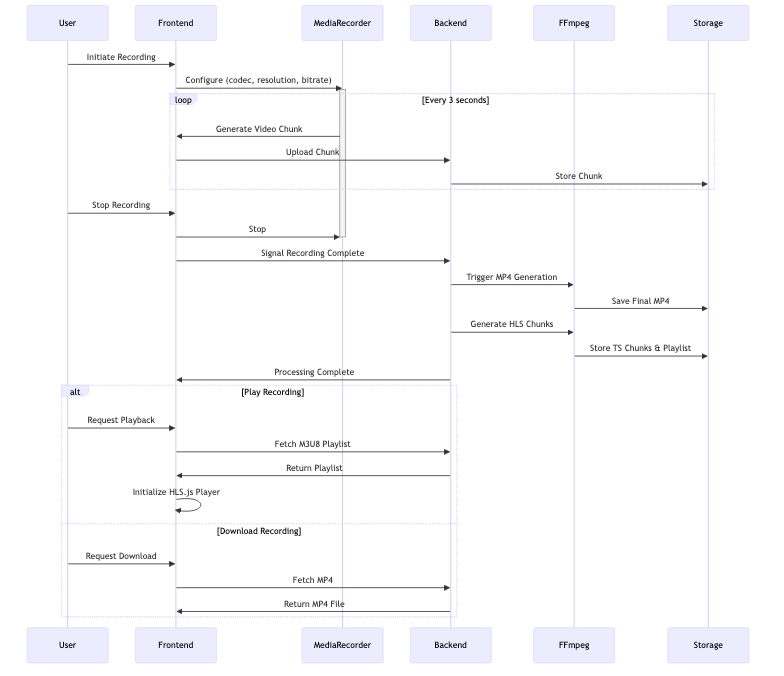 User
Frontend
MediaRecorder
Backend
FFmpeg
Storage
Initiate Recording
Configure (codec, resolution, bitrate)
loop
[Every 3 seconds]
Generate Video Chunk
Upload Chunk
Store Chunk
Stop Recording
Stop
Signal Recording Complete
Trigger MP4 Generation
Save Final MP4
Generate HLS Chunks
Store TS Chunks & Playlist
Processing Complete
alt
[Play Recording]
Request Playback
Fetch M3U8 Playlist
Return Playlist
Initialize HLS.js Player
[Download Recording]
Request Download
Fetch MP4
Return MP4 File
User
Frontend
MediaRecorder
Backend
FFmpeg
Storage